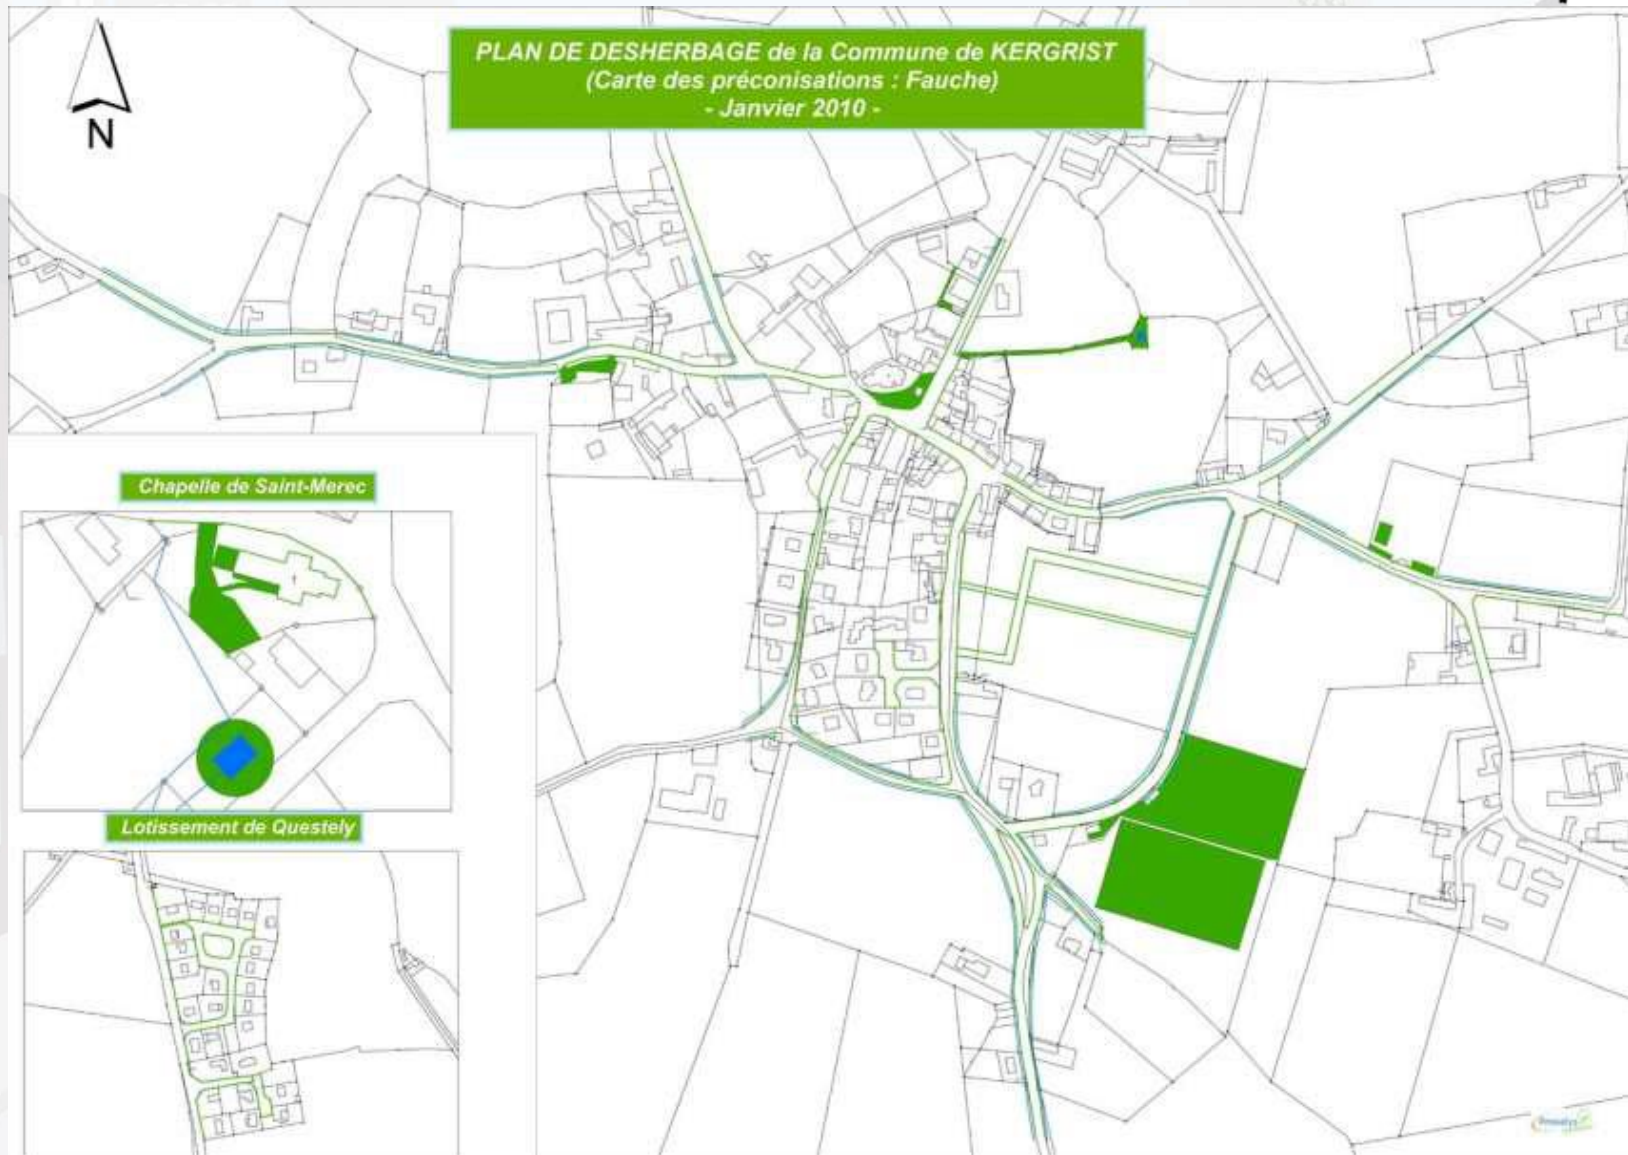 PLAN DE DESHERBAGE de la Commune de KERGRIST
(Carte des préconisations : Fauche)
- Janvier 2010 -
N
Chapelle de Saint-Merec
Lotissement de Questely